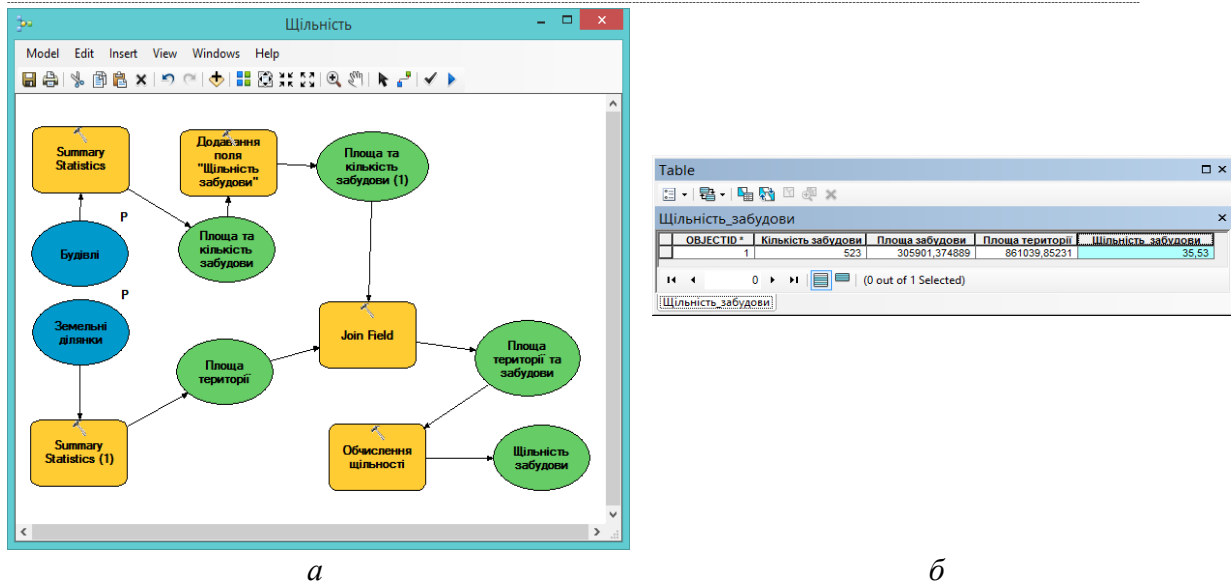 Щільність
Model Edit Insert View Windows Help
Summary
Statistics
Додавання
поля
"Щільність
забудови"
Площа та
кількість
забудови (1)
P
Будівлі
Площа та
кількість
забудови
P
Земельні
ділянки
Join Field
Площа
території
Площа
території та
забудови
Summary
Statistics (1)
Обчислення
щільності
Щільність
забудови
а
Table
Щільність_забудови
OBJECTID * Кількість забудови Площа забудови Площа території Щільність_забудови
1 523 305901,374889 861039,85231 35,53
0 (0 out of 1 Selected)
Щільність_забудови
б